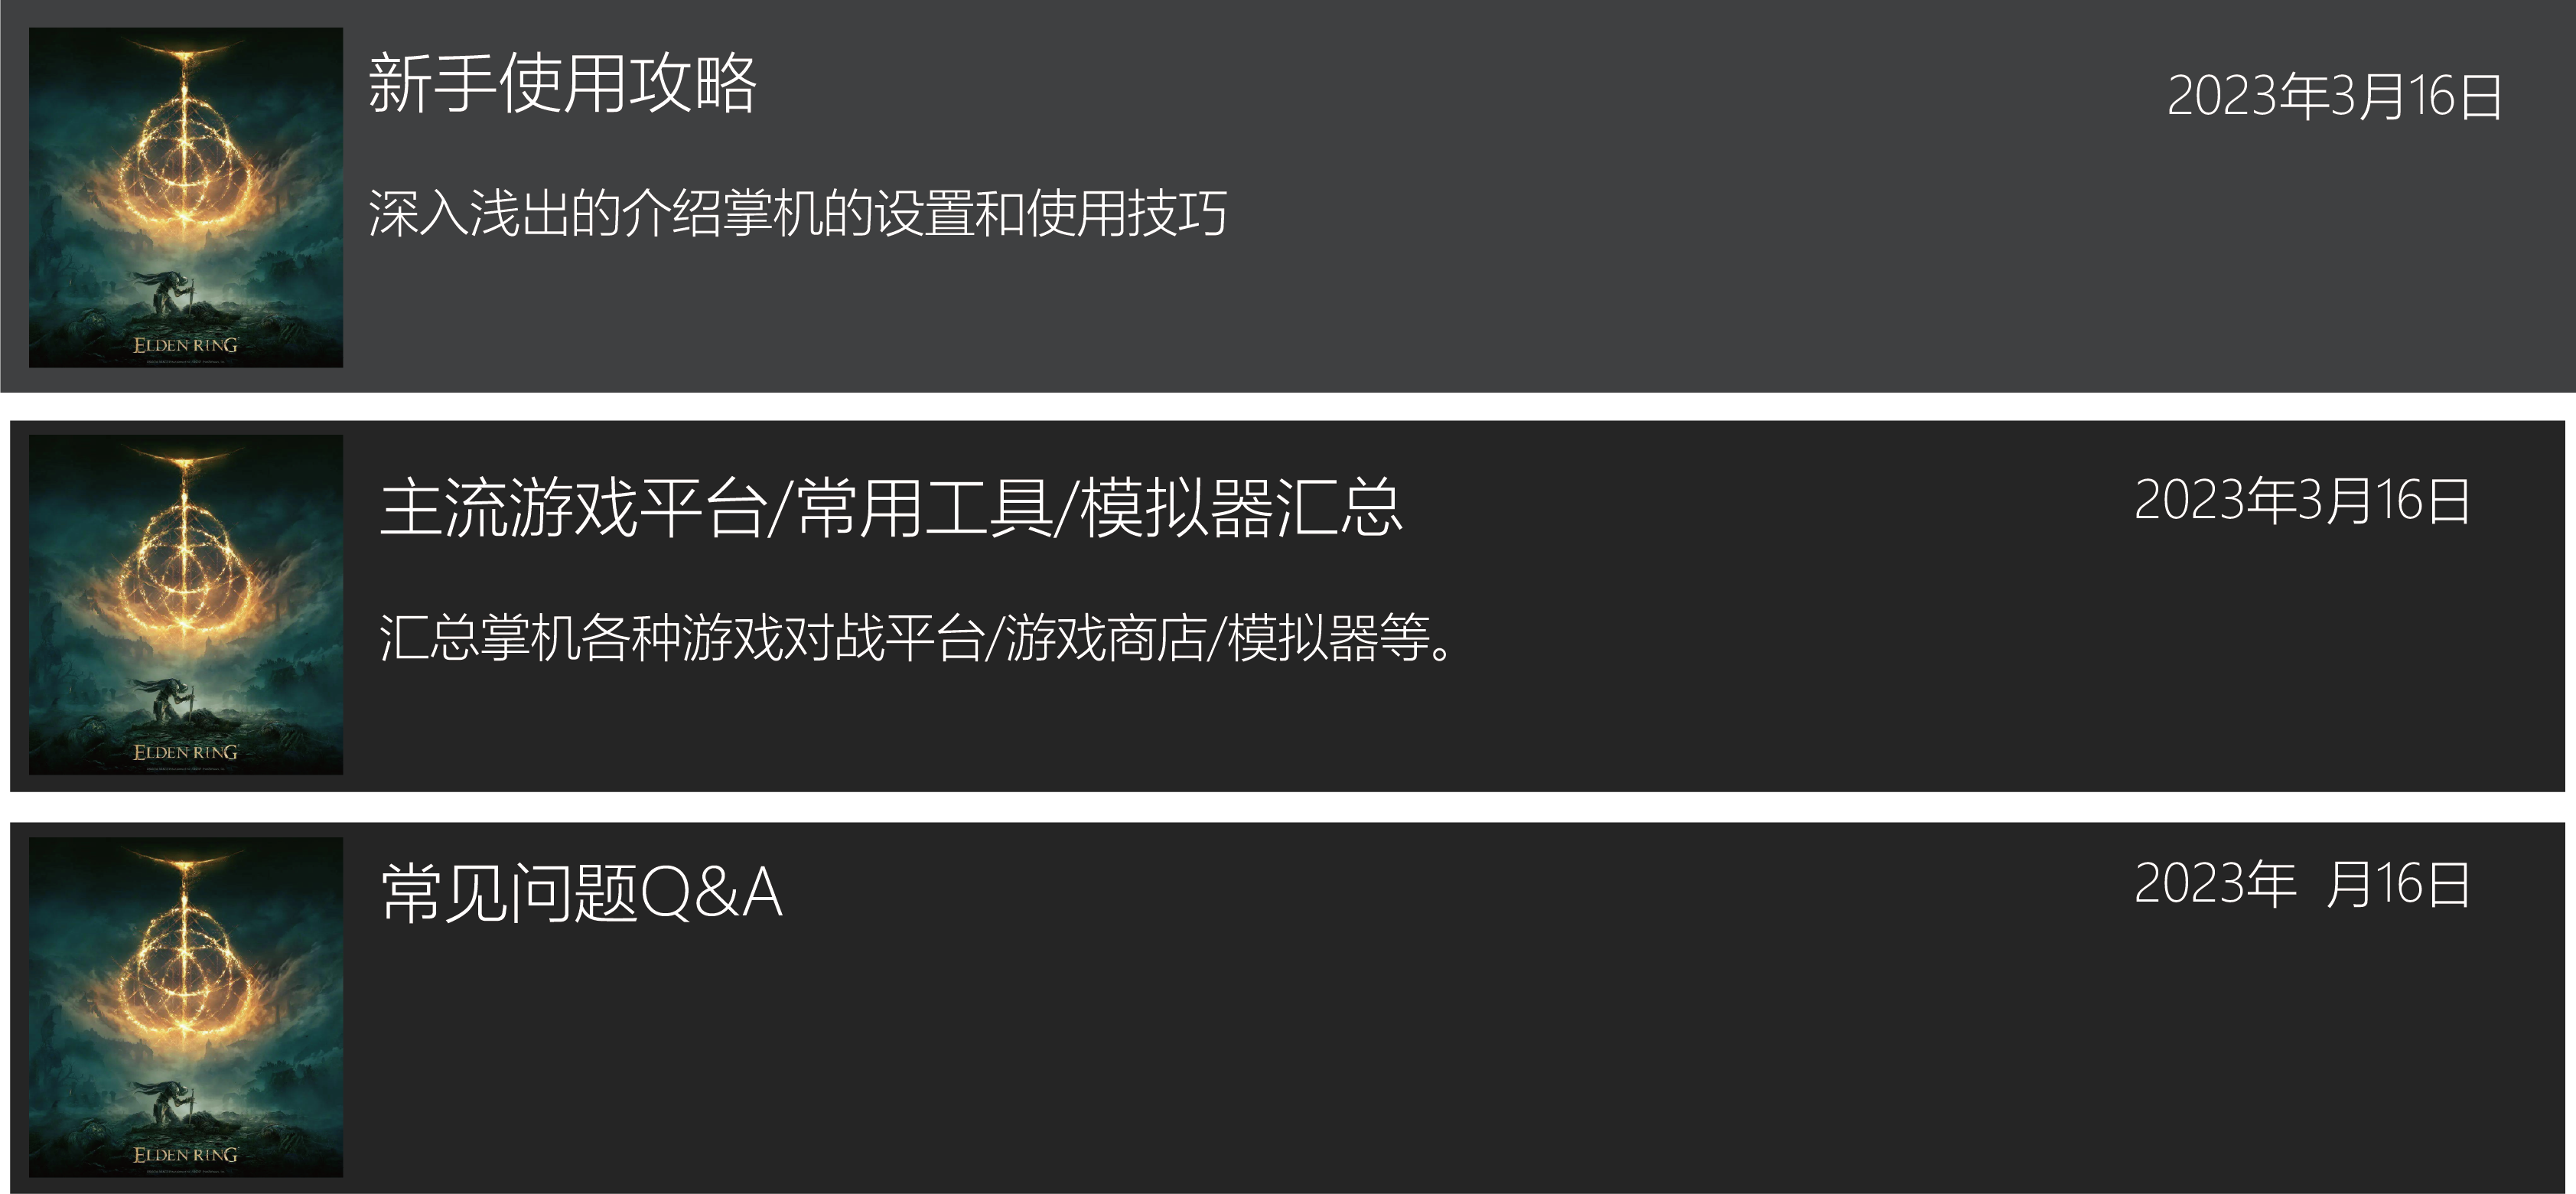 新手使用攻略
2023年3月16日
深入浅出的介绍掌机的设置和使用技巧
ELDEN RING
主流游戏平台/常用工具/模拟器汇总
2023年3月16日
汇总掌机各种游戏对战平台/游戏商店/模拟器等。
ELDEN RING
常见问题Q&A
2023年 月16日
ELDEN RING